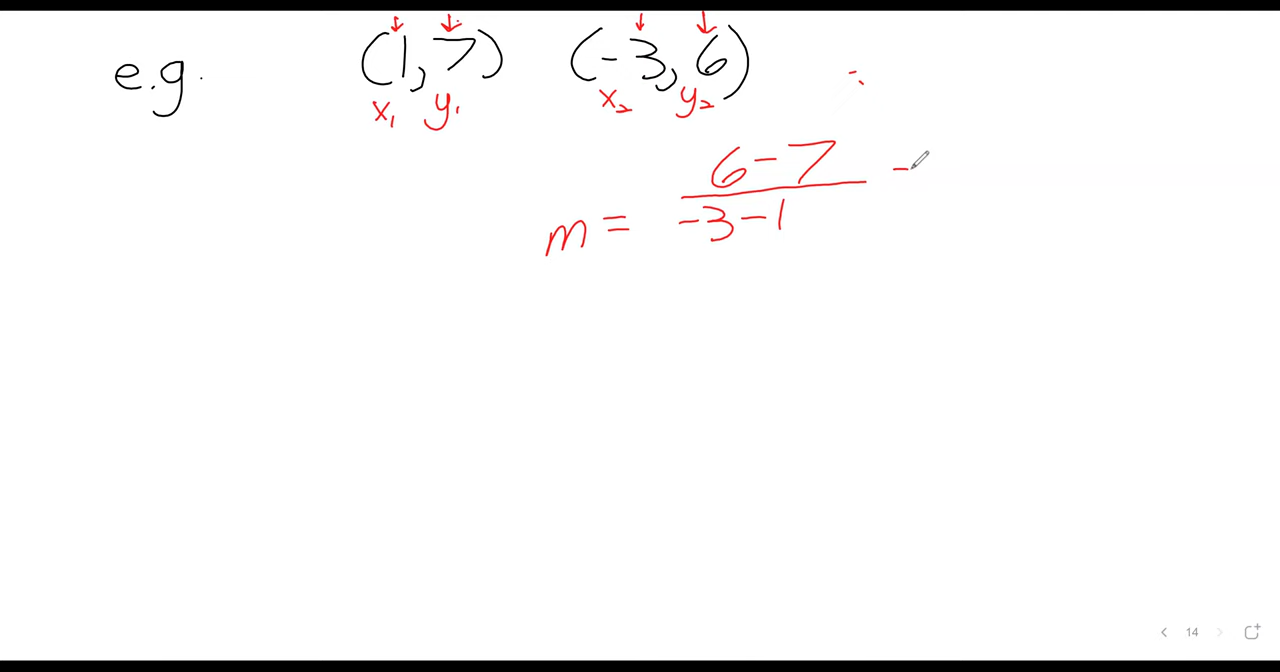 e.g. (1, 7) (-3, 6)
x₁ y₁ x₂ y₂
6-7 -
m = -3-1
14